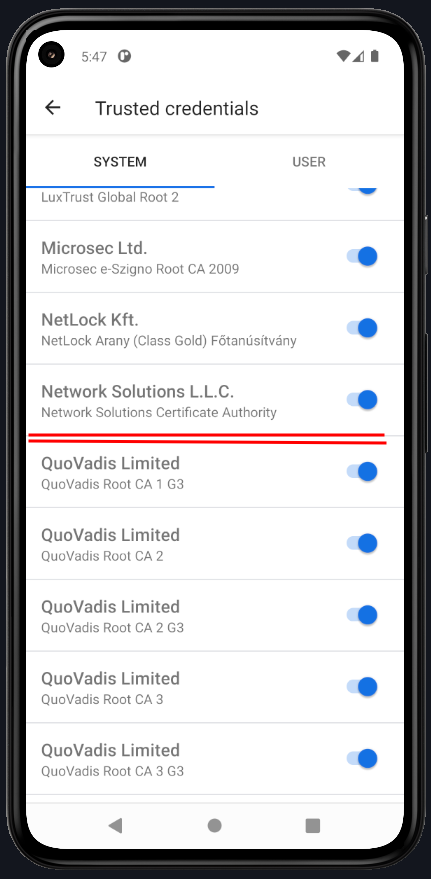 5:47
Trusted credentials
SYSTEM
USER
LuxTrust Global Root 2
Microsec Ltd.
Microsec e-Szigno Root CA 2009
NetLock Kft.
NetLock Arany (Class Gold) Főtanúsítvány
Network Solutions L.L.C.
Network Solutions Certificate Authority
QuoVadis Limited
QuoVadis Root CA 1 G3
QuoVadis Limited
QuoVadis Root CA 2
QuoVadis Limited
QuoVadis Root CA 2 G3
QuoVadis Limited
QuoVadis Root CA 3
QuoVadis Limited
QuoVadis Root CA 3 G3